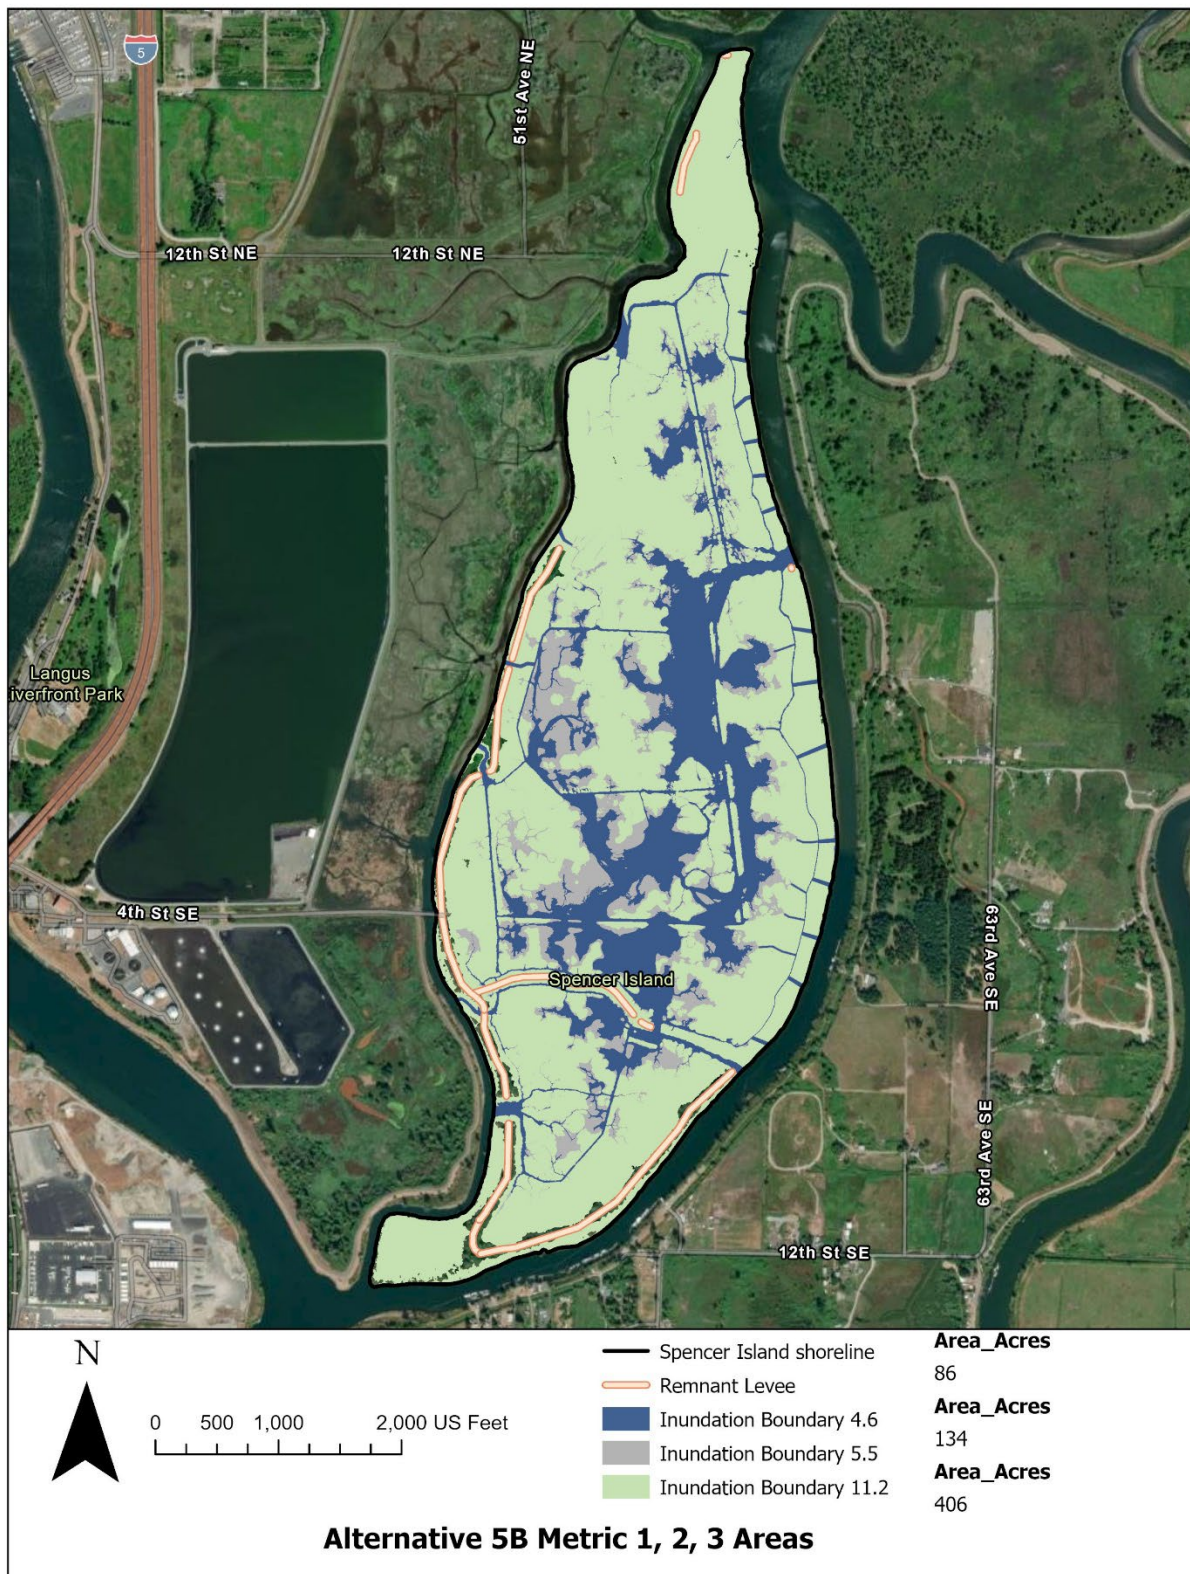 5
51st Ave NE
12th St NE
12th St NE
Langus
iverfront Park
4th St SE
Spencer Island
63rd Ave SE
63rd Ave SE
12th St SE
N
0 500 1,000 2,000 US Feet
Spencer Island shoreline
Remnant Levee
Inundation Boundary 4.6
Inundation Boundary 5.5
Inundation Boundary 11.2
Area_Acres
86
Area_Acres
134
Area_Acres
406
Alternative 5B Metric 1, 2, 3 Areas